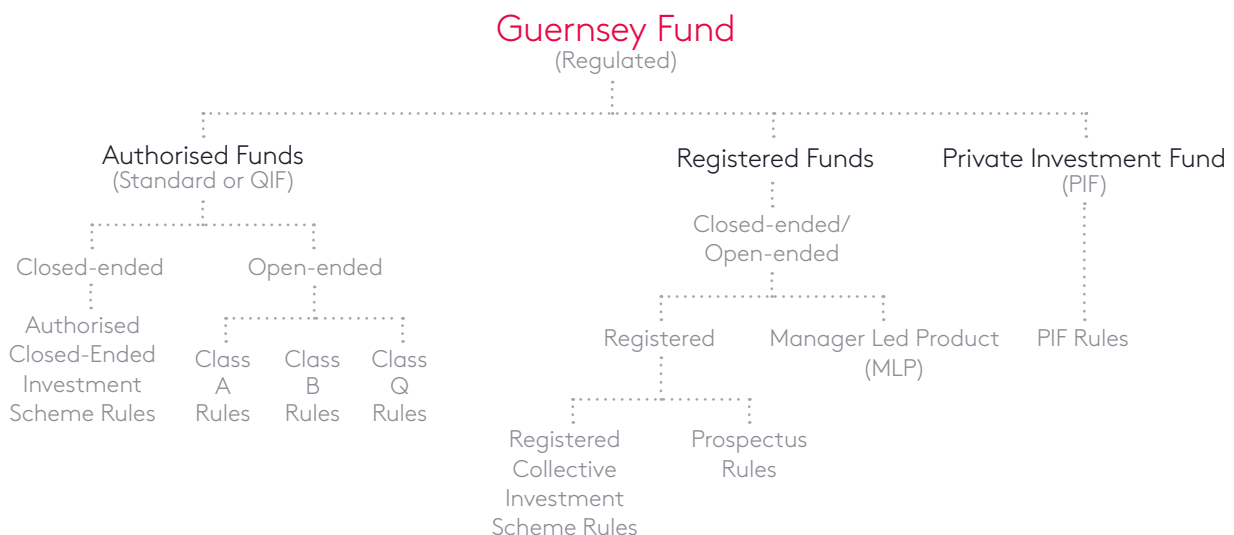 Guernsey Fund
(Regulated)
Authorised Funds
(Standard or QIF)
Registered Funds
Private Investment Fund
(PIF)
Closed-ended/
Open-ended
Closed-ended
Open-ended
Authorised
Closed-Ended
Investment
Scheme Rules
Class
A
Rules
Class
B
Rules
Class
Q
Rules
Registered
Manager Led Product
(MLP)
PIF Rules
Registered
Collective
Investment
Scheme Rules
Prospectus
Rules